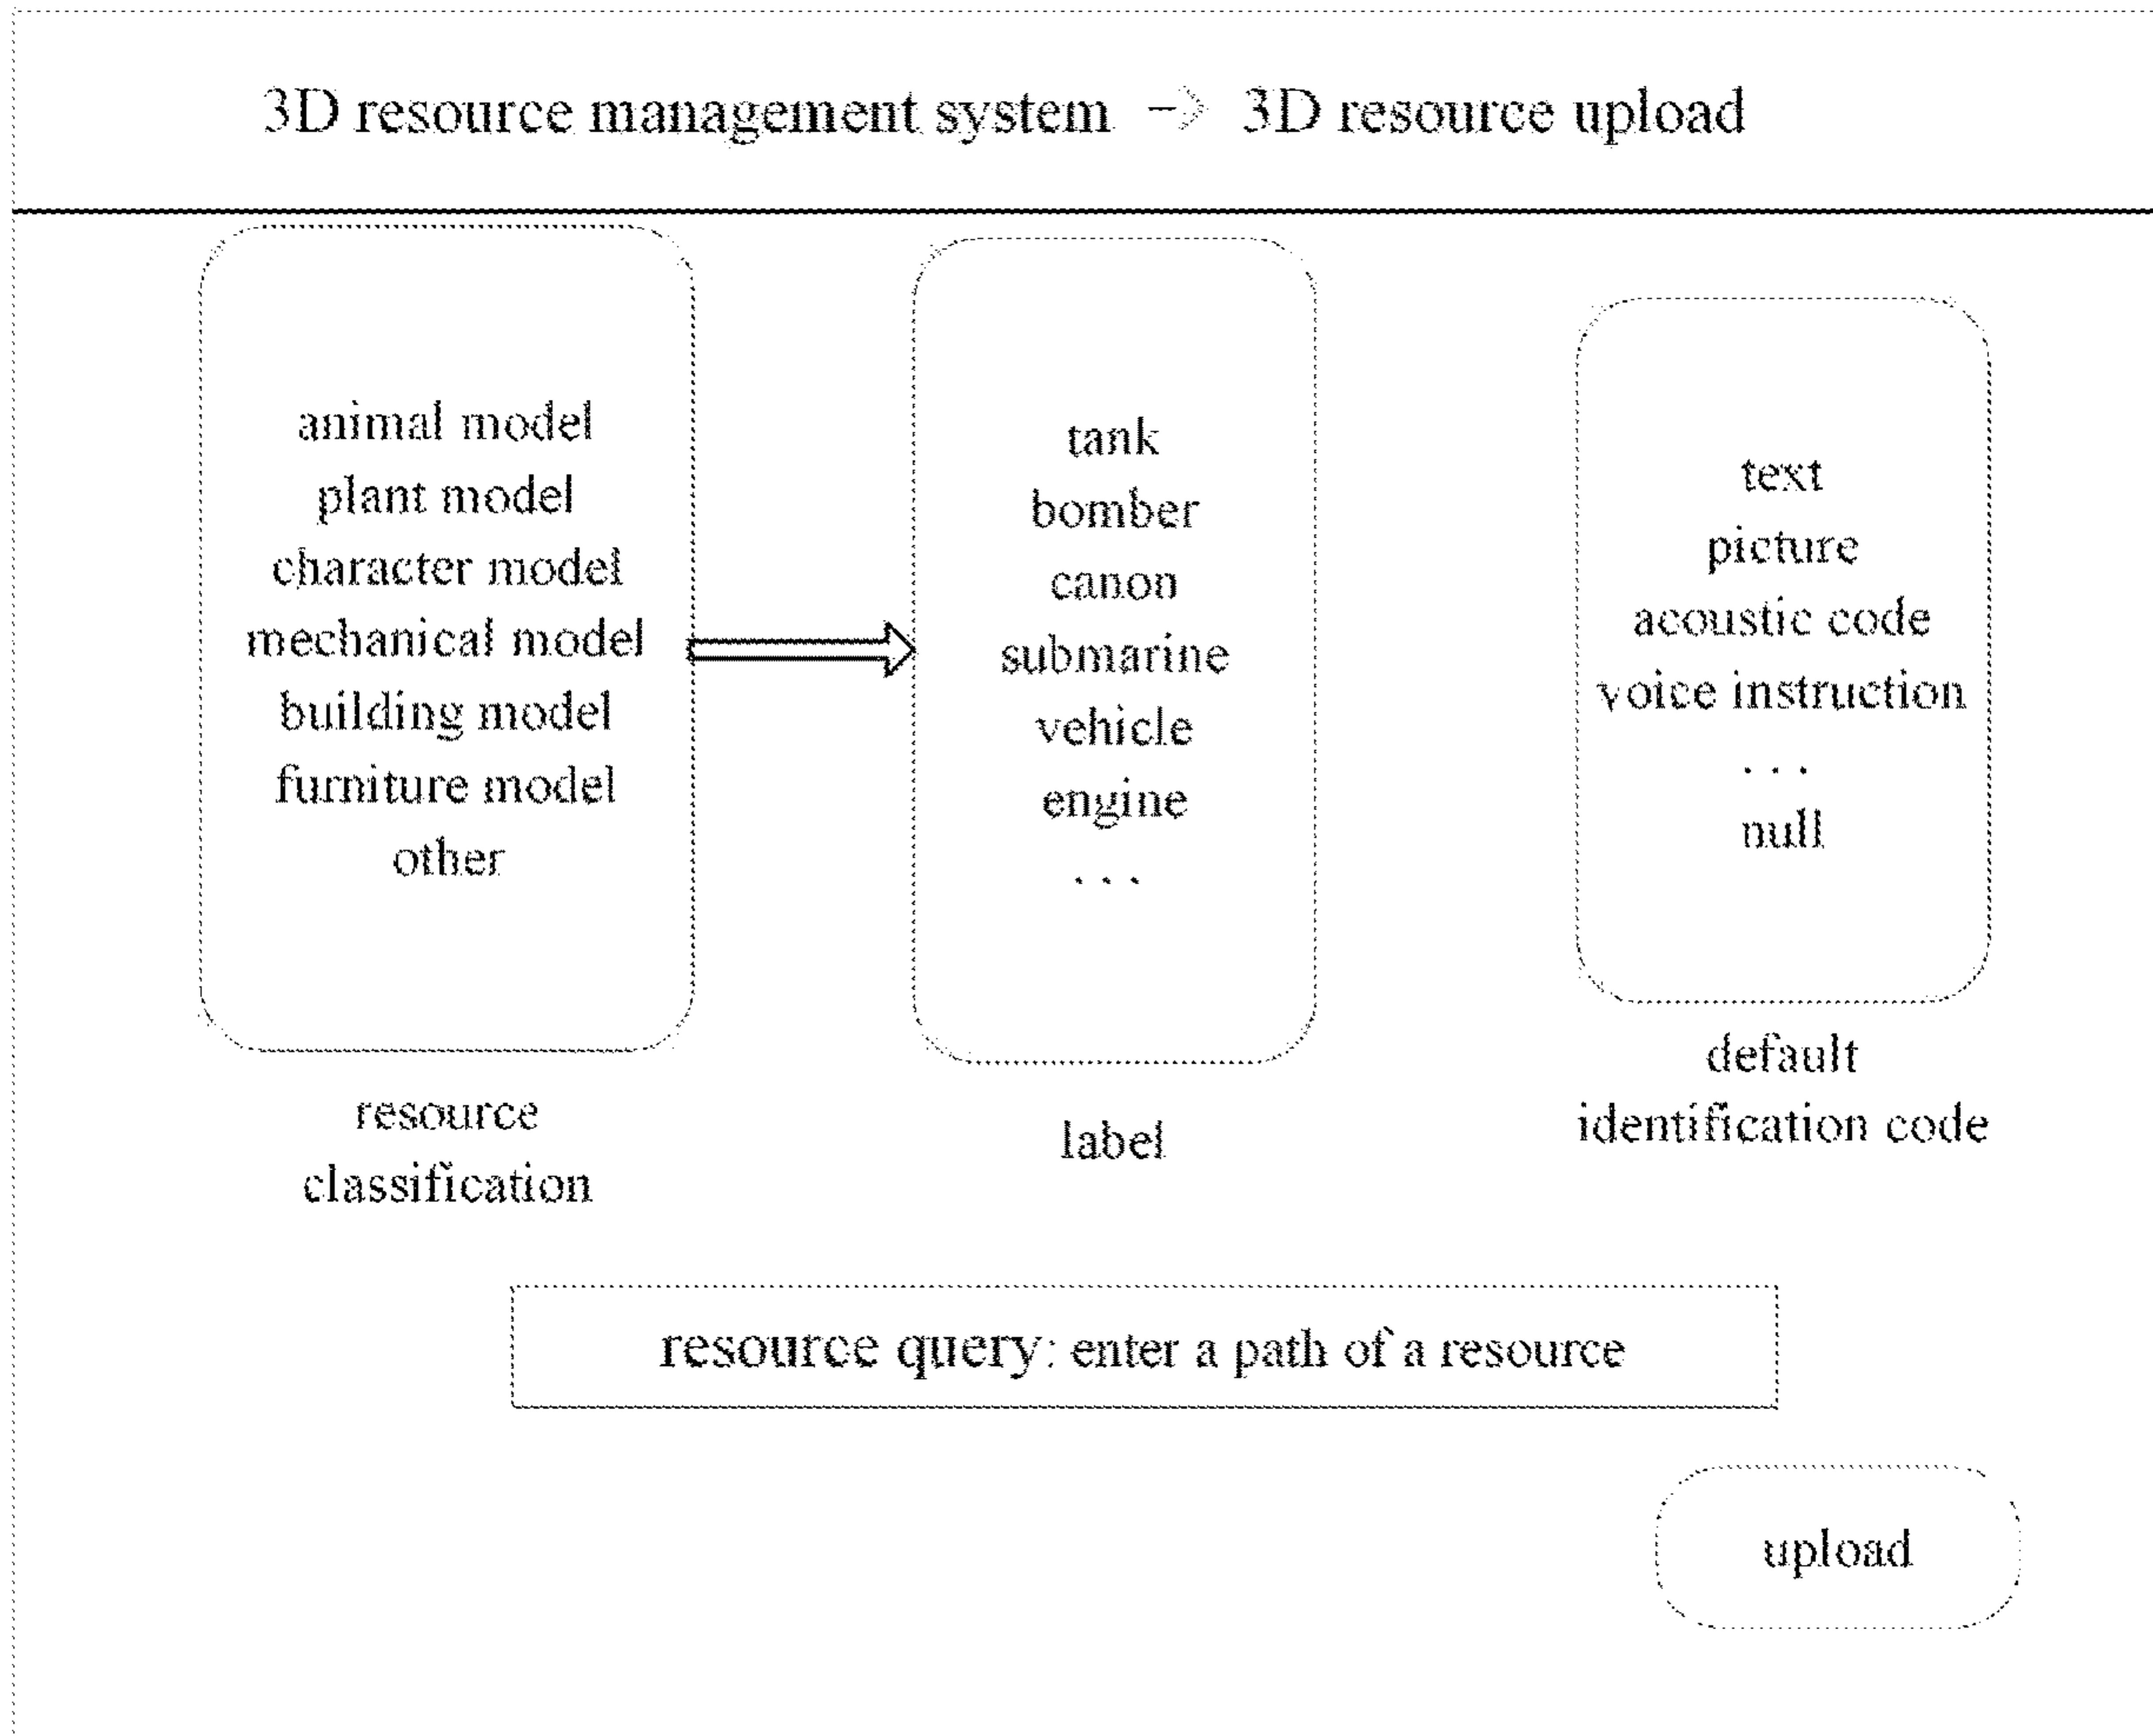 3D resource management system -> 3D resource upload
animal model
plant model
character model
mechanical model
building model
furniture model
other
resource
classification
tank
bomber
canon
submarine
vehicle
engine
...
label
text
picture
acoustic code
voice instruction
...
null
default
identification code
resource query: enter a path of a resource
upload